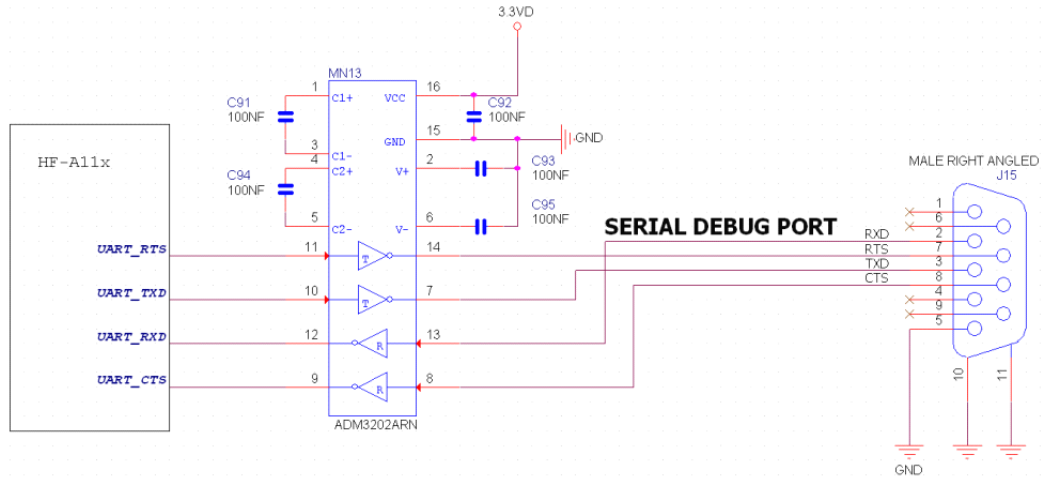 3.3VD
MN13
1 C1+ VCC 16
C91
100NF
C92
100NF
3 C1-
GND 15
GND
4 C2+
V+ 2
C93
100NF
C94
100NF
5 C2-
V- 6
C95
100NF
HF-A11x
MALE RIGHT ANGLED
J15
SERIAL DEBUG PORT
UART_RTS 11 T 14
UART_TXD 10 T 7
UART_RXD 12 R 13
UART_CTS 9 R 8
ADM3202ARN
1
6
RXD 2
RTS 7
TXD 3
CTS 8
4
9
5
10
11
GND